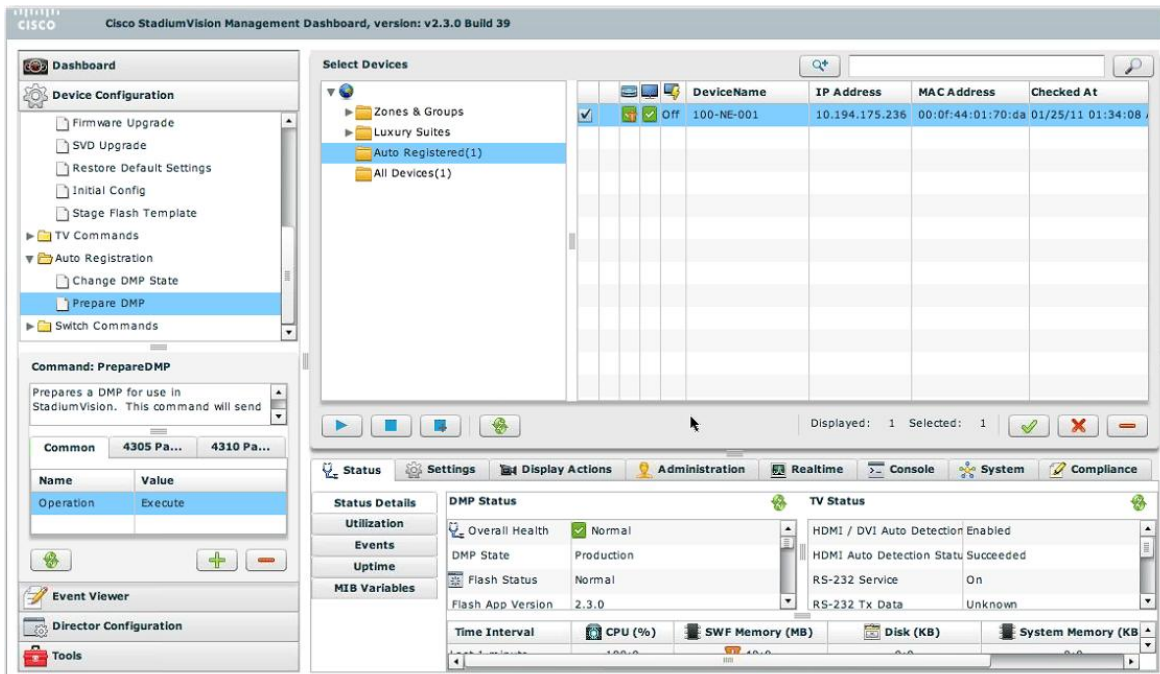 CISCO
Cisco StadiumVision Management Dashboard, version: v2.3.0 Build 39
Dashboard
Device Configuration
Firmware Upgrade
SVD Upgrade
Restore Default Settings
Initial Config
Stage Flash Template
TV Commands
Auto Registration
Change DMP State
Prepare DMP
Switch Commands
Command: PrepareDMP
Prepares a DMP for use in
StadiumVision. This command will send
Common 4305 Pa... 4310 Pa...
Name Value
Operation Execute
Event Viewer
Director Configuration
Tools
Select Devices
Zones & Groups
Luxury Suites
Auto Registered(1)
All Devices(1)
DeviceName IP Address MAC Address Checked At
Off 100-NE-001 10.194.175.236 00:0f:44:01:70:da 01/25/11 01:34:08
Displayed: 1 Selected: 1
Status Settings Display Actions Administration Realtime Console System Compliance
Status Details
Utilization
Events
Uptime
MIB Variables
DMP Status
Overall Health Normal
DMP State Production
Flash Status Normal
Flash App Version 2.3.0
TV Status
HDMI / DVI Auto Detection Enabled
HDMI Auto Detection Statu Succeeded
RS-232 Service On
RS-232 Tx Data Unknown
Time Interval CPU (%) SWF Memory (MB) Disk (KB) System Memory (KB